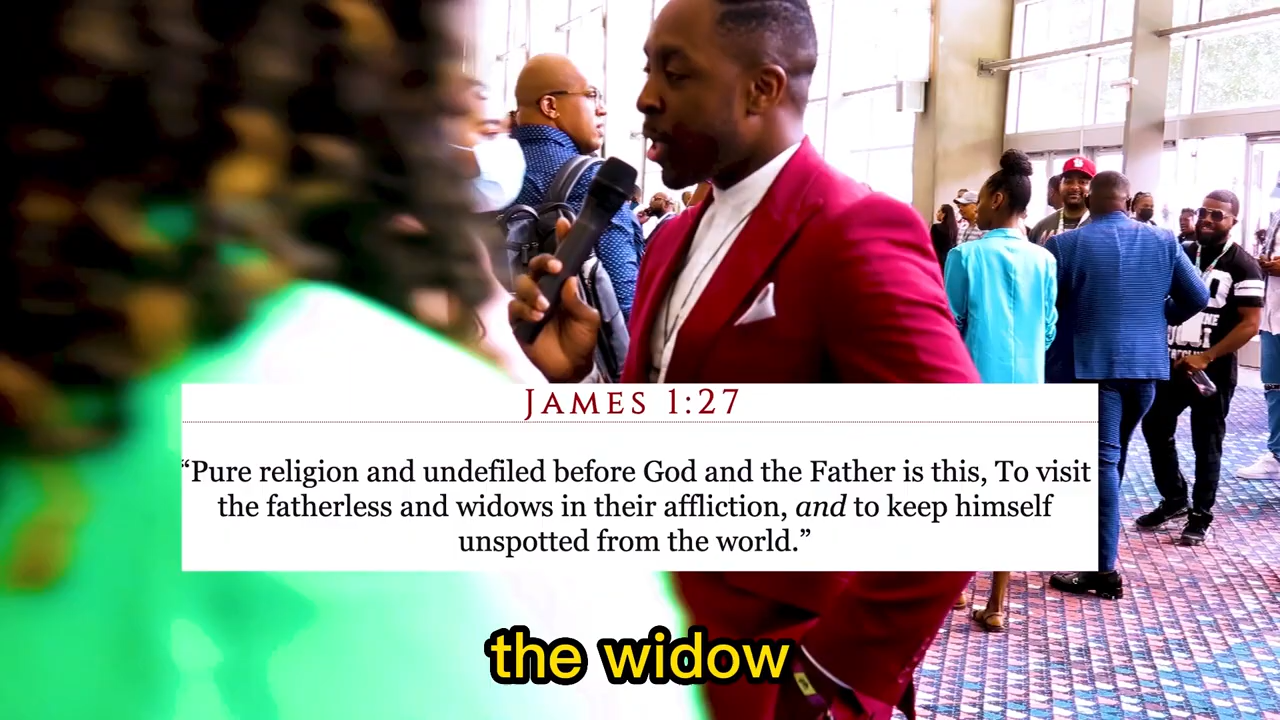 JAMES 1:27
“Pure religion and undefiled before God and the Father is this, To visit
the fatherless and widows in their affliction, and to keep himself
unspotted from the world.”
the widow